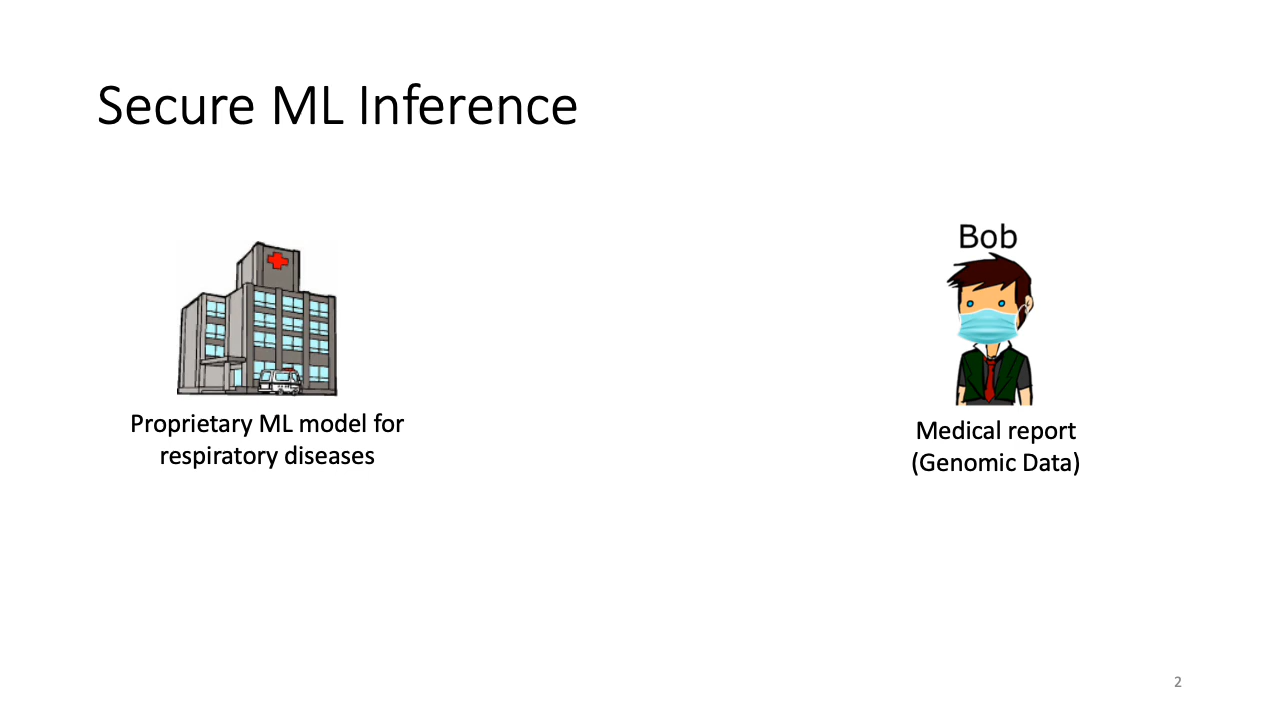 Secure ML Inference
Bob
Proprietary ML model for
respiratory diseases
Medical report
(Genomic Data)
2